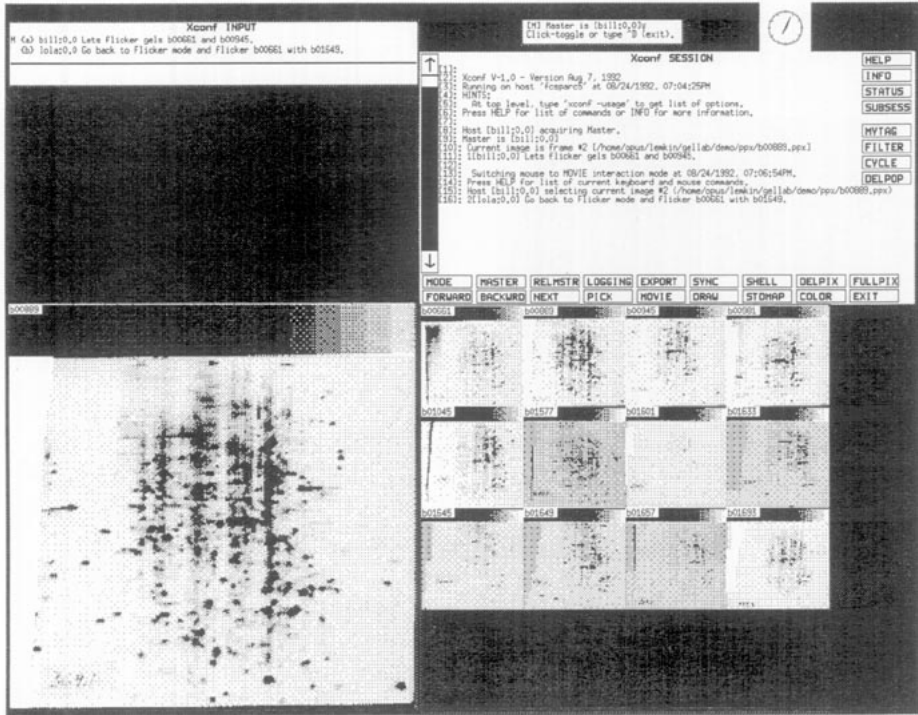 Xconf INPUT
M (a) bill:0,0 Lets flicker gels b00661 and b00945.
(b) lola:0,0 Go back to Flicker mode and flicker b00661 with b01649.
[M] Master is [bill:0,0]y
Click-toggle or type ^D (exit).
Xconf SESSION
[1]:
[2]: Xconf V-1.0 - Version Aug 7, 1992
[3]: Running on host 'fcsparc5' at 08/24/1992, 07:04:25PM
[4]: HINTS:
[5]: At top level, type 'xconf -usage' to get list of options.
[6]: Press HELP for list of commands or INFO for more information.
[7]:
[8]: Host [bill:0,0] acquiring Master.
[9]: Master is [bill:0,0]
[10]: Current image is frame #2 [/home/opus/lemkin/gellab/demo/ppx/b00889.ppx]
[11]: 1[bill:0,0] Lets flicker gels b00661 and b00945.
[12]:
[13]: Switching mouse to MOVIE interaction mode at 08/24/1992, 07:06:54PM.
[14]: Press HELP for list of current keyboard and mouse commands.
[15]: Host [bill:0,0] selecting current image #2 (/home/opus/lemkin/gellab/demo/ppx/b00889.ppx)
[16]: 2[lola:0,0] Go back to Flicker mode and flicker b00661 with b01649.
HELP
INFO
STATUS
SUBSESS
MYTAG
FILTER
CYCLE
DELPOP
MODE MASTER RELMSTR LOGGING EXPORT SYNC SHELL DELPIX FULLPIX
FORWARD BACKWRD NEXT PICK MOVIE DRAW STOMAP COLOR EXIT
b00889
b00661 b00889 b00945 b00981
b01045 b01577 b01601 b01633
b01645 b01649 b01657 b01693